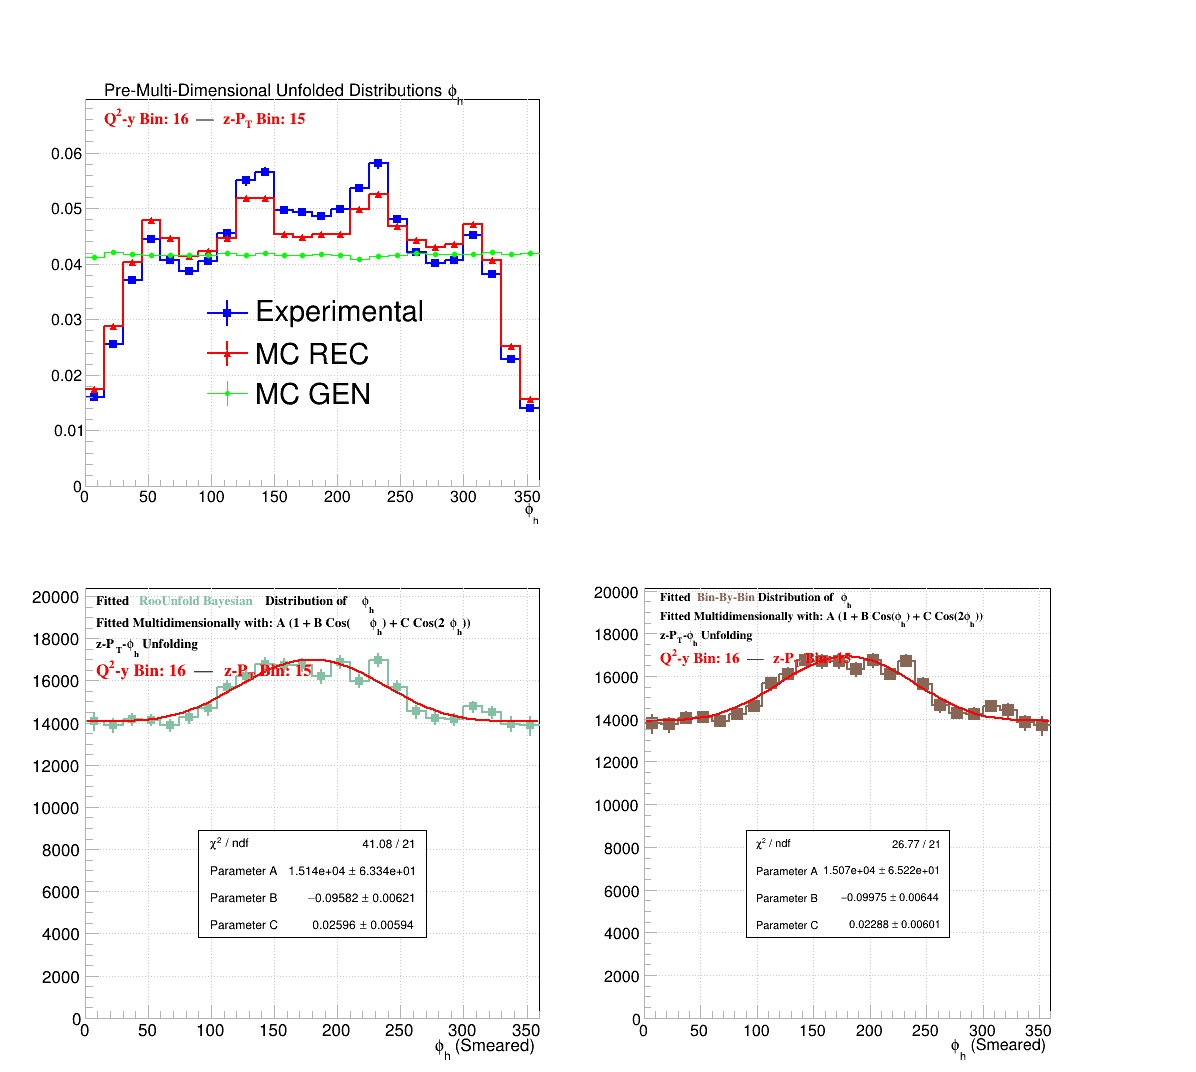 Pre-Multi-Dimensional Unfolded Distributions ϕh
Q2-y Bin: 16 — z-PT Bin: 15
0.06
0.05
0.04
0.03
0.02
0.01
0
Experimental
MC REC
MC GEN
0 50 100 150 200 250 300 350
ϕh
Fitted RooUnfold Bayesian Distribution of ϕh
Fitted Multidimensionally with: A (1 + B Cos( ϕh) + C Cos(2 ϕh))
z-PT-ϕh Unfolding
Q2-y Bin: 16 — z-PT Bin: 15
20000
18000
16000
14000
12000
10000
8000
6000
4000
2000
0
χ2 / ndf 41.08 / 21
Parameter A 1.514e+04 ± 6.334e+01
Parameter B −0.09582 ± 0.00621
Parameter C 0.02596 ± 0.00594
0 50 100 150 200 250 300 350
ϕh (Smeared)
Fitted Bin-By-Bin Distribution of ϕh
Fitted Multidimensionally with: A (1 + B Cos(ϕh) + C Cos(2ϕh))
z-PT-ϕh Unfolding
Q2-y Bin: 16 — z-PT Bin: 15
20000
18000
16000
14000
12000
10000
8000
6000
4000
2000
0
χ2 / ndf 26.77 / 21
Parameter A 1.507e+04 ± 6.522e+01
Parameter B −0.09975 ± 0.00644
Parameter C 0.02288 ± 0.00601
0 50 100 150 200 250 300 350
ϕh (Smeared)